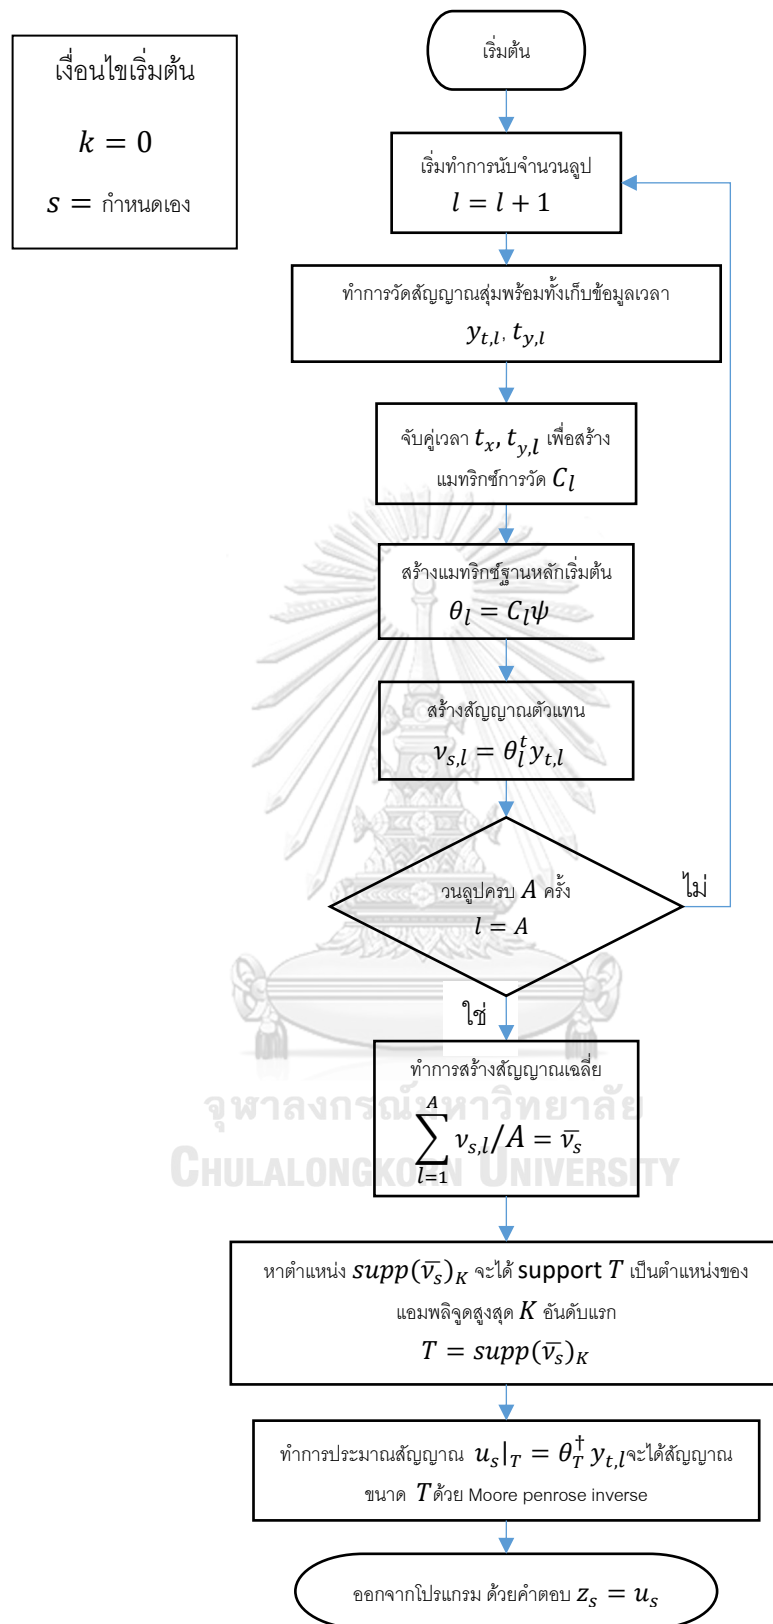 เริ่มต้น
เงื่อนไขเริ่มต้น
k = 0
s = กำหนดเอง
เริ่มทำการนับจำนวนลูป
l = l + 1
ทำการวัดสัญญาณสุ่มพร้อมทั้งเก็บข้อมูลเวลา
y_{t,l}, t_{y,l}
จับคู่เวลา t_x, t_{y,l} เพื่อสร้าง
แมทริกซ์การวัด C_l
สร้างแมทริกซ์ฐานหลักเริ่มต้น
θ_l = C_lψ
สร้างสัญญาณตัวแทน
ν_{s,l} = θ_l^t y_{t,l}
วนลูปครบ A ครั้ง
l = A
ไม่
ใช่
ทำการสร้างสัญญาณเฉลี่ย
∑_{l=1}^{A} ν_{s,l}/A = ν̅_s
จุฬาลงกรณ์มหาวิทยาลัย
CHULALONGKORN UNIVERSITY
หาตำแหน่ง supp(ν̅_s)_K จะได้ support T เป็นตำแหน่งของ
แอมพลิจูดสูงสุด K อันดับแรก
T = supp(ν̅_s)_K
ทำการประมาณสัญญาณ u_s|_T = θ_T^† y_{t,l} จะได้สัญญาณ
ขนาด T ด้วย Moore penrose inverse
ออกจากโปรแกรม ด้วยคำตอบ z_s = u_s